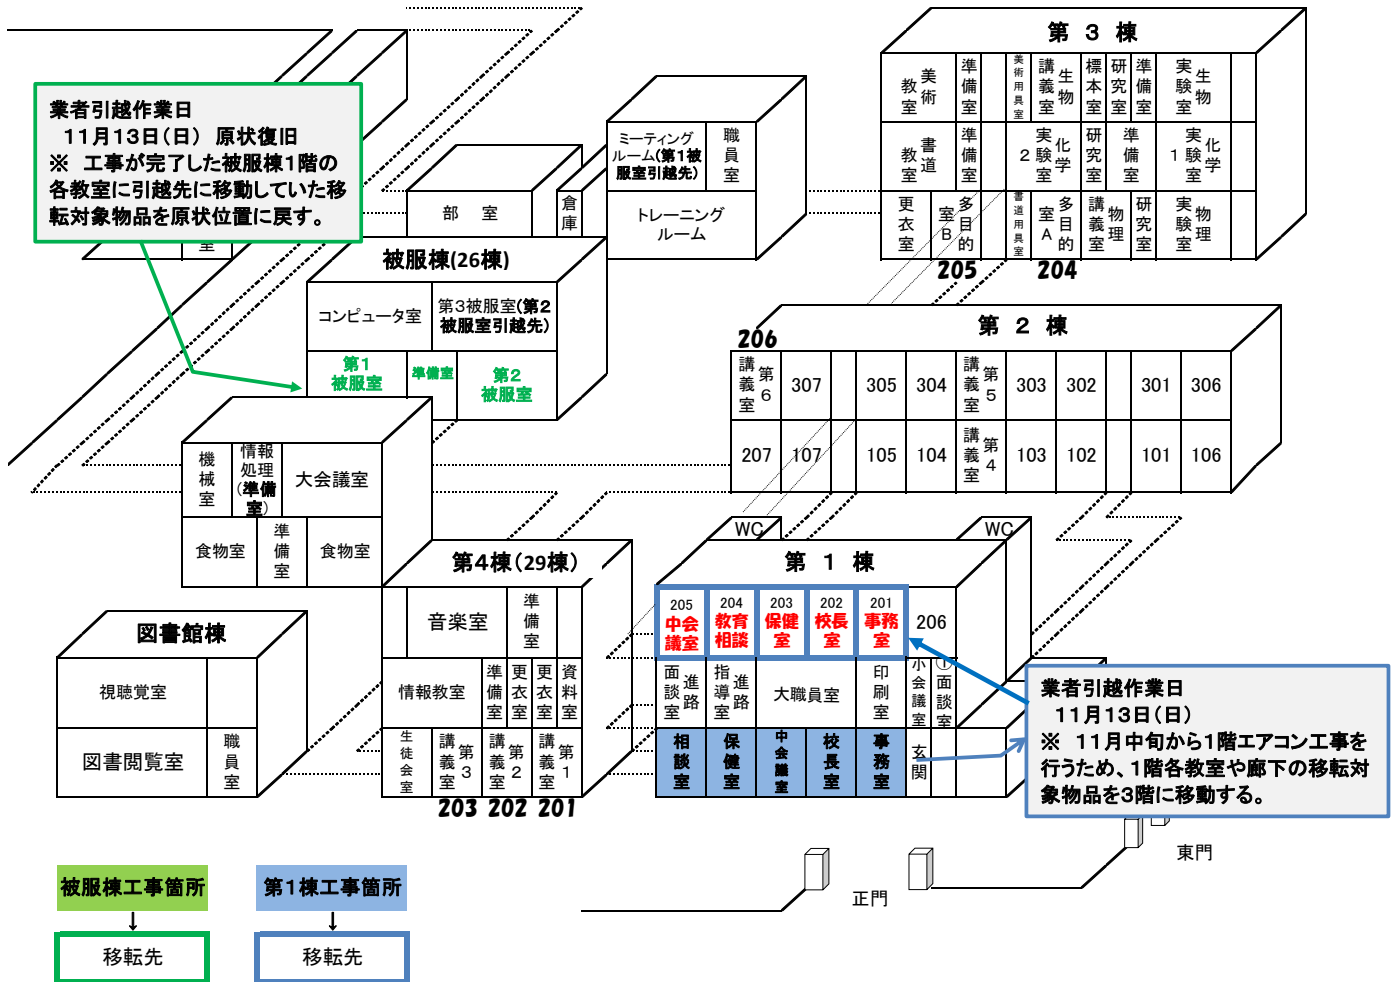 業者引越作業日
11月13日(日) 原状復旧
※ 工事が完了した被服棟1階の
各教室に引越先に移動していた移
転対象物品を原状位置に戻す。
室
部 室
倉庫
ミーティング
ルーム(第1被
服室引越先)
職員室
トレーニング
ルーム
第 3 棟
美術教室
準備室
美術用具室
生物講義室
標本室
研究室
準備室
生物実験室
書道教室
準備室
化学実験室2
研究室
準備室
化学実験室1
更衣室
多目的室B
書道用具室
多目的室A
物理講義室
研究室
物理実験室
205
204
被服棟(26棟)
コンピュータ室
第3被服室(第2
被服室引越先)
第1
被服室
準備室
第2
被服室
第 2 棟
206
第6講義室
307
305
304
第5講義室
303
302
301
306
207
107
105
104
第4講義室
103
102
101
106
機械室
情報
処理
(準備
室)
大会議室
食物室
準備室
食物室
第4棟(29棟)
音楽室
準備室
情報教室
準備室
更衣室
更衣室
資料室
生徒会室
第3講義室
第2講義室
第1講義室
203
202
201
図書館棟
視聴覚室
図書閲覧室
職員室
WC
WC
第 1 棟
205
中会
議室
204
教育
相談
203
保健
室
202
校長
室
201
事務
室
206
進路面談室
進路指導室
大職員室
印刷室
小会議室
①面談室
相談室
保健室
中会議室
校長室
事務室
玄関
業者引越作業日
11月13日(日)
※ 11月中旬から1階エアコン工事を
行うため、1階各教室や廊下の移転対
象物品を3階に移動する。
東門
正門
被服棟工事箇所
↓
移転先
第1棟工事箇所
↓
移転先